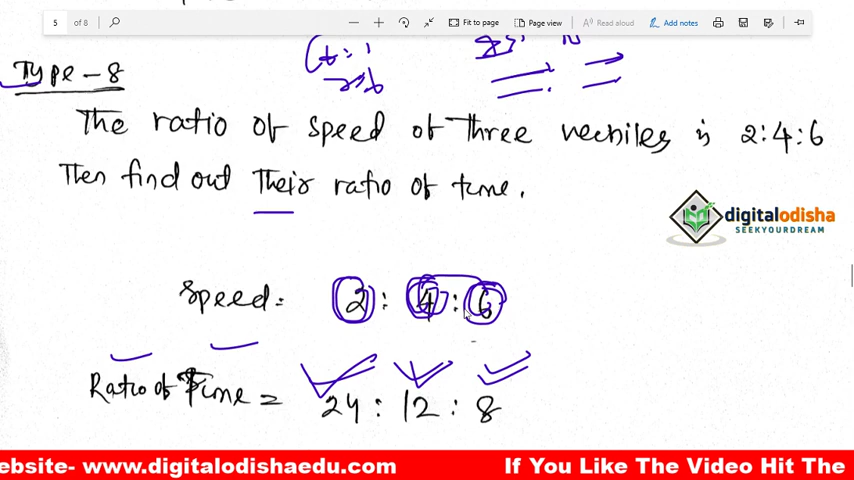 5 of 8
Fit to page
Page view
Read aloud
Add notes
Type-8
The ratio of speed of Three vechiles is 2:4:6
Then find out Their ratio of time.
digitalodisha
SEEKYOURDREAM
Speed = 2 : 4 : 6
Ratio of Time = 24 : 12 : 8
ebsite- www.digitalodishaedu.com If You Like The Video Hit The